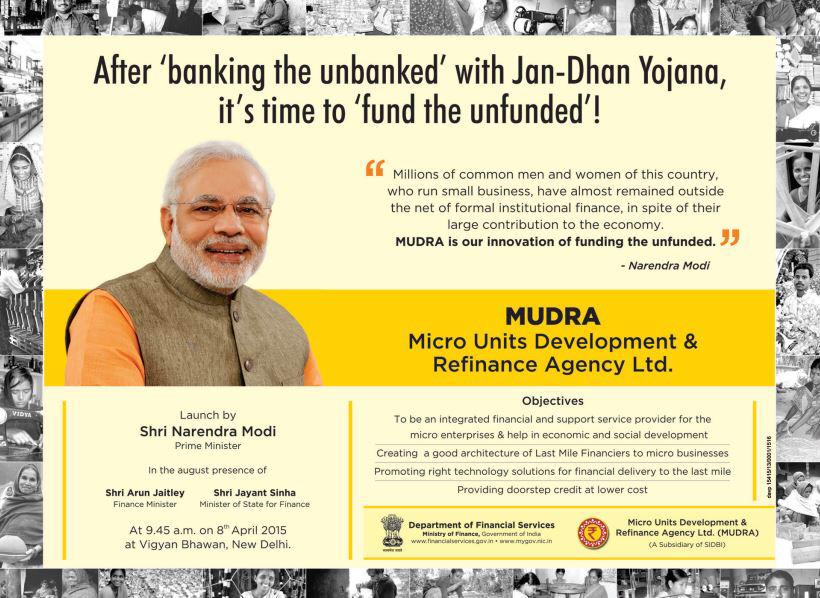 After ‘banking the unbanked’ with Jan-Dhan Yojana,
it’s time to ‘fund the unfunded’!
“ Millions of common men and women of this country,
who run small business, have almost remained outside
the net of formal institutional finance, in spite of their
large contribution to the economy.
MUDRA is our innovation of funding the unfunded. ”
- Narendra Modi
MUDRA
Micro Units Development &
Refinance Agency Ltd.
Launch by
Shri Narendra Modi
Prime Minister
In the august presence of
Shri Arun Jaitley
Finance Minister
Shri Jayant Sinha
Minister of State for Finance
At 9.45 a.m. on 8th April 2015
at Vigyan Bhawan, New Delhi.
Objectives
To be an integrated financial and support service provider for the
micro enterprises & help in economic and social development
Creating a good architecture of Last Mile Financiers to micro businesses
Promoting right technology solutions for financial delivery to the last mile
Providing doorstep credit at lower cost
Department of Financial Services
Ministry of Finance, Government of India
www.financialservices.gov.in • www.mygov.nic.in
Micro Units Development &
Refinance Agency Ltd. (MUDRA)
(A Subsidiary of SIDBI)
davp 15415/13/0001/1516
VIDYA